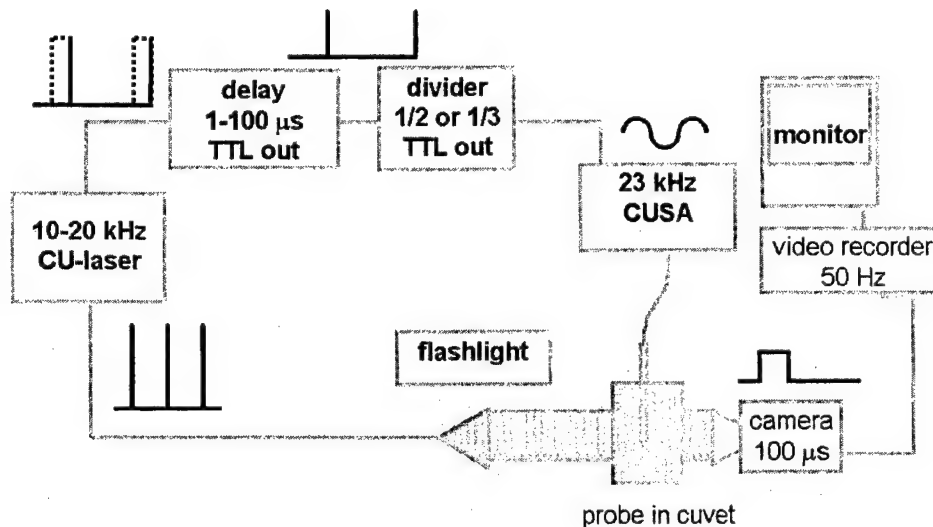 delay
1-100 µs
TTL out
divider
1/2 or 1/3
TTL out
monitor
23 kHz
CUSA
10-20 kHz
CU-laser
video recorder
50 Hz
flashlight
camera
100 µs
probe in cuvet